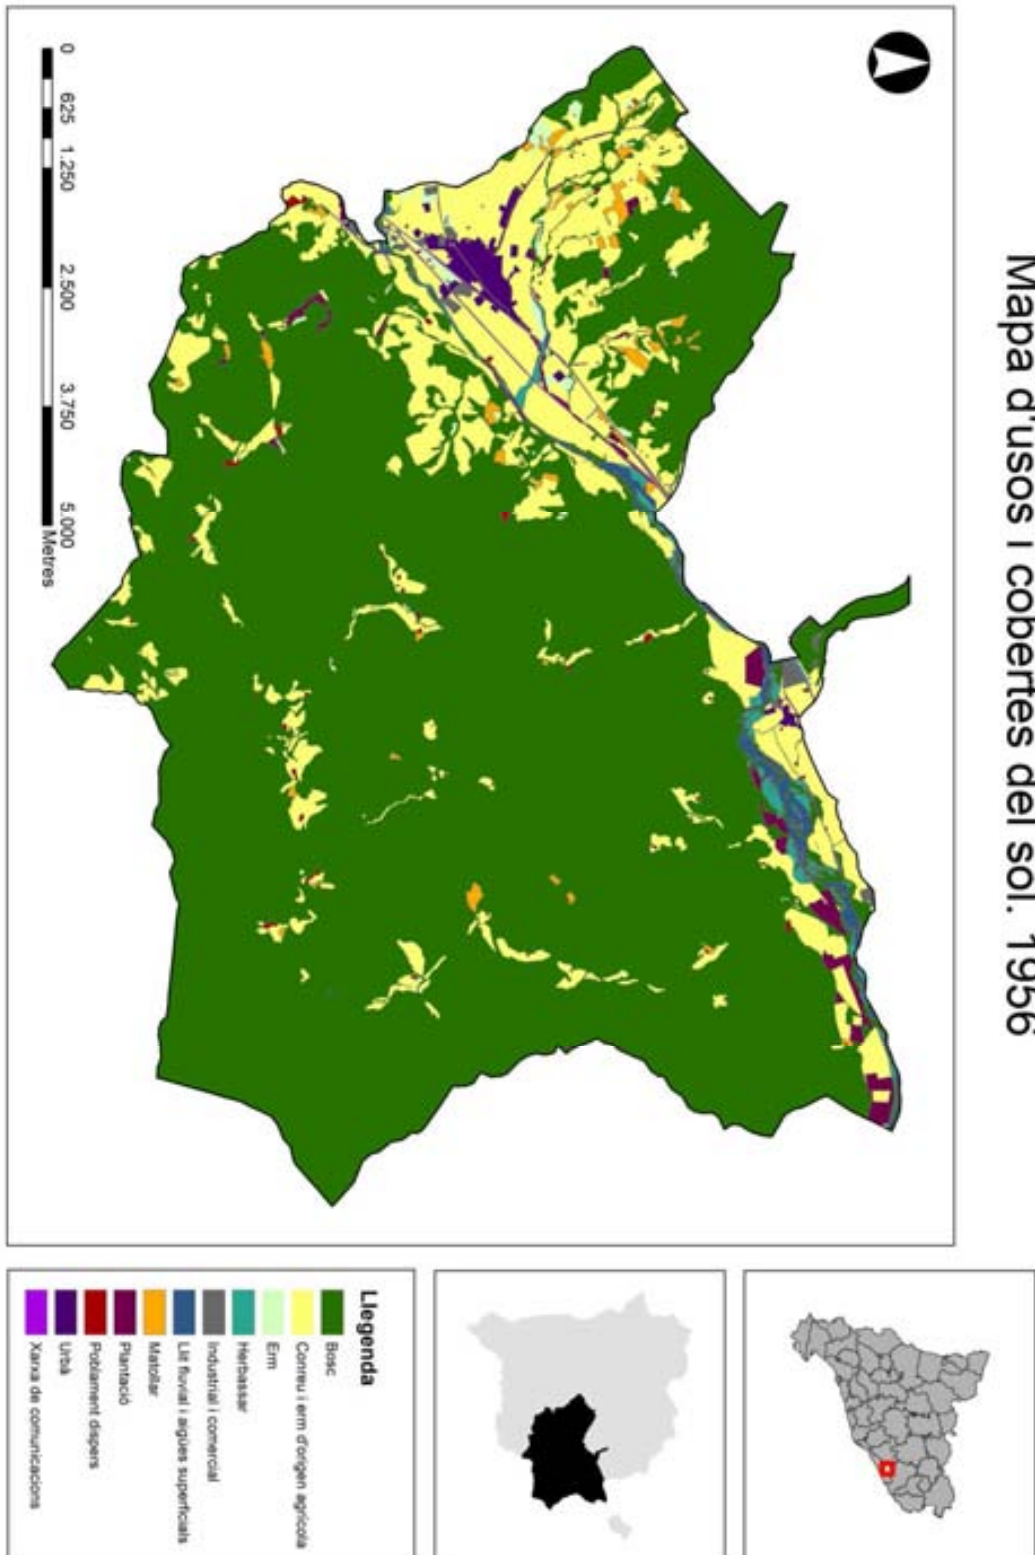 Mapa d'usos i cobertes del sol. 1956
0 625 1.250 2.500 3.750 5.000
Metres
Llegenda
Bosc
Conreu i erm d'origen agrícola
Erm
Herbassar
Industrial i comercial
Llit fluvial i aigües superficials
Matollar
Plantació
Poblament dispers
Urbà
Xarxa de comunicacions